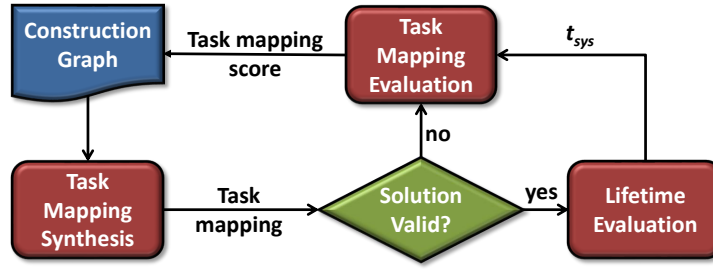 Construction
Graph
Task mapping
score
Task
Mapping
Evaluation
t_sys
no
Task
Mapping
Synthesis
Task
mapping
Solution
Valid?
yes
Lifetime
Evaluation